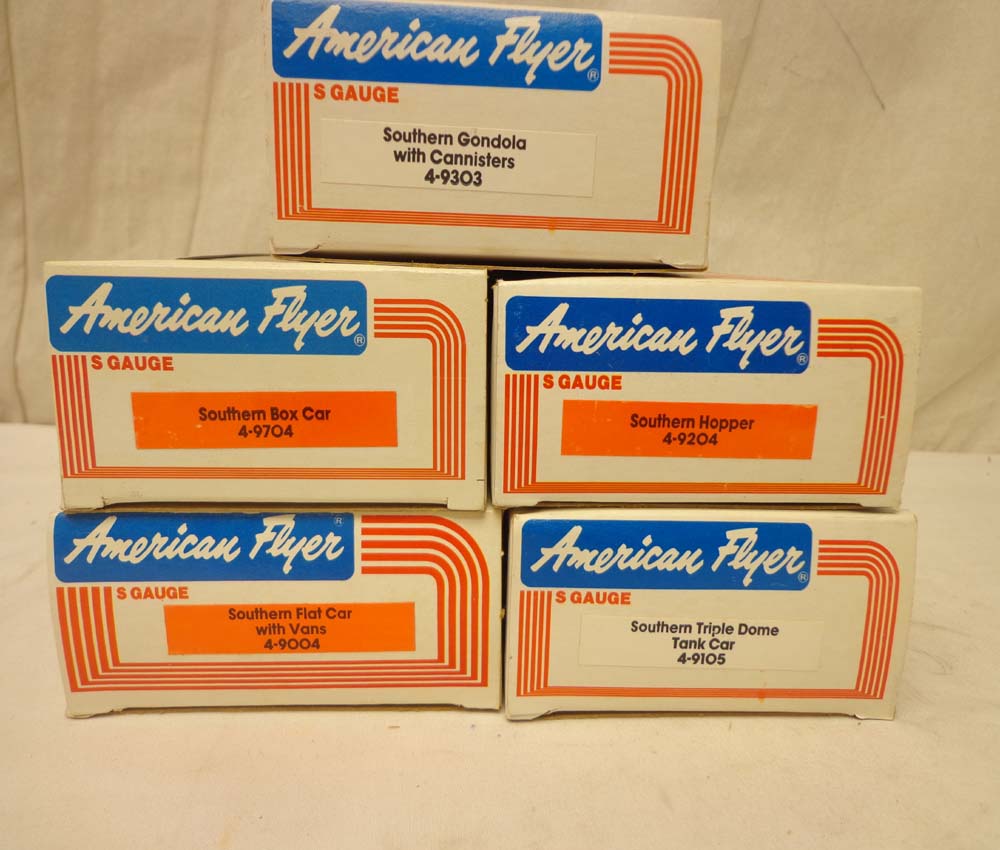 American Flyer®
S GAUGE
Southern Gondola
with Cannisters
4-9303
American Flyer®
S GAUGE
Southern Box Car
4-9704
American Flyer®
S GAUGE
Southern Hopper
4-9204
American Flyer®
S GAUGE
Southern Flat Car
with Vans
4-9004
American Flyer®
S GAUGE
Southern Triple Dome
Tank Car
4-9105